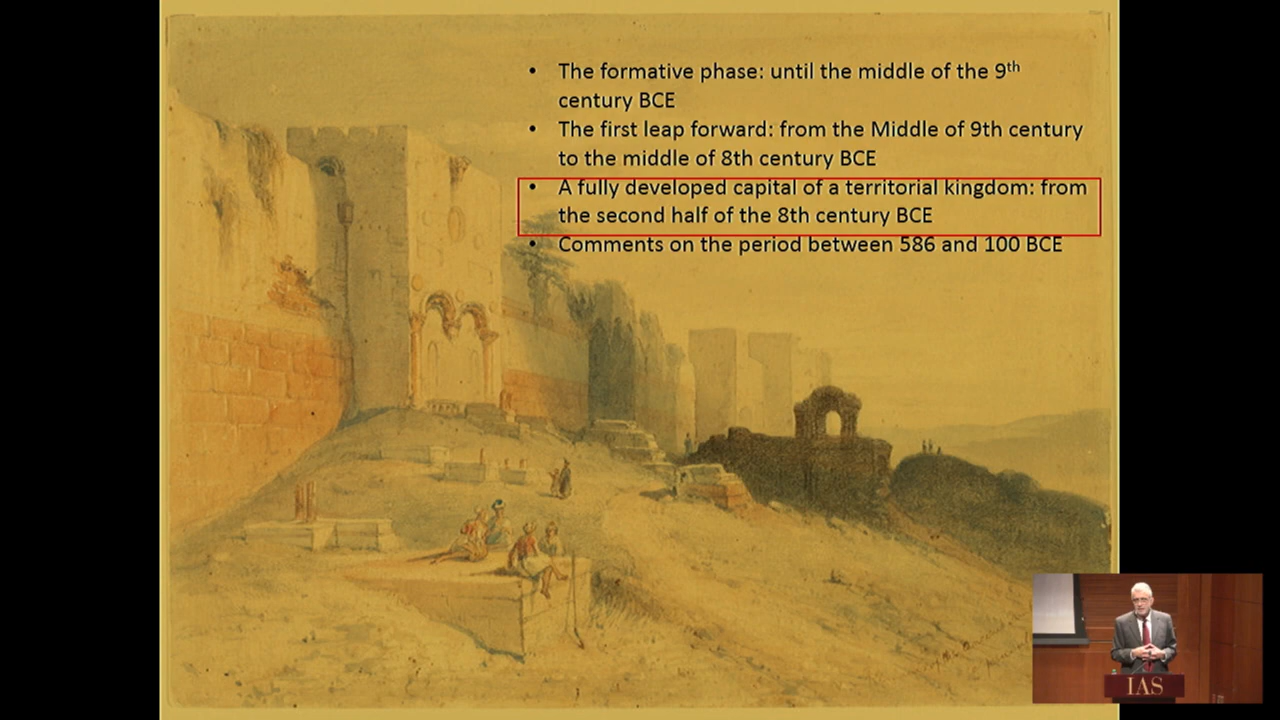 • The formative phase: until the middle of the 9th
century BCE
• The first leap forward: from the Middle of 9th century
to the middle of 8th century BCE
• A fully developed capital of a territorial kingdom: from
the second half of the 8th century BCE
• Comments on the period between 586 and 100 BCE
IAS